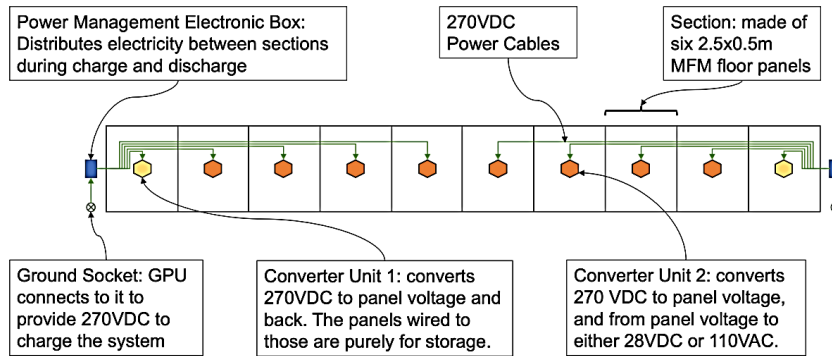 Power Management Electronic Box:
Distributes electricity between sections
during charge and discharge
270VDC
Power Cables
Section: made of
six 2.5x0.5m
MFM floor panels
Ground Socket: GPU
connects to it to
provide 270VDC to
charge the system
Converter Unit 1: converts
270VDC to panel voltage and
back. The panels wired to
those are purely for storage.
Converter Unit 2: converts
270 VDC to panel voltage,
and from panel voltage to
either 28VDC or 110VAC.